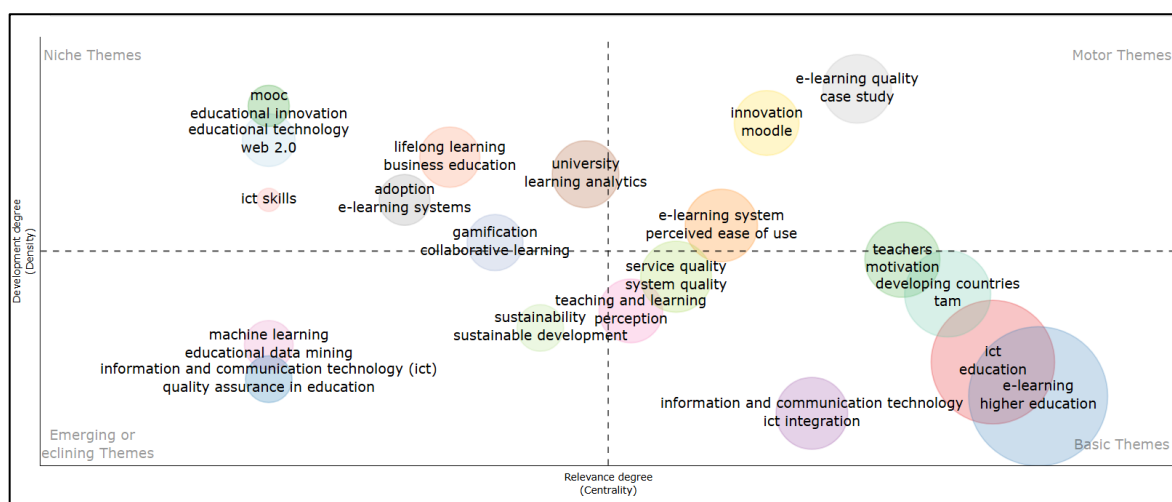 Niche Themes
Motor Themes
e-learning quality
case study
mooc
educational innovation
educational technology
web 2.0
innovation
moodle
lifelong learning
business education
university
learning analytics
ict skills
adoption
e-learning systems
e-learning system
perceived ease of use
gamification
collaborative-learning
teachers
motivation
service quality
system quality
developing countries
tam
teaching and learning
perception
sustainability
sustainable development
machine learning
educational data mining
information and communication technology (ict)
quality assurance in education
ict
education
e-learning
higher education
information and communication technology
ict integration
Emerging or
eclining Themes
Basic Themes
Development degree
(Density)
Relevance degree
(Centrality)